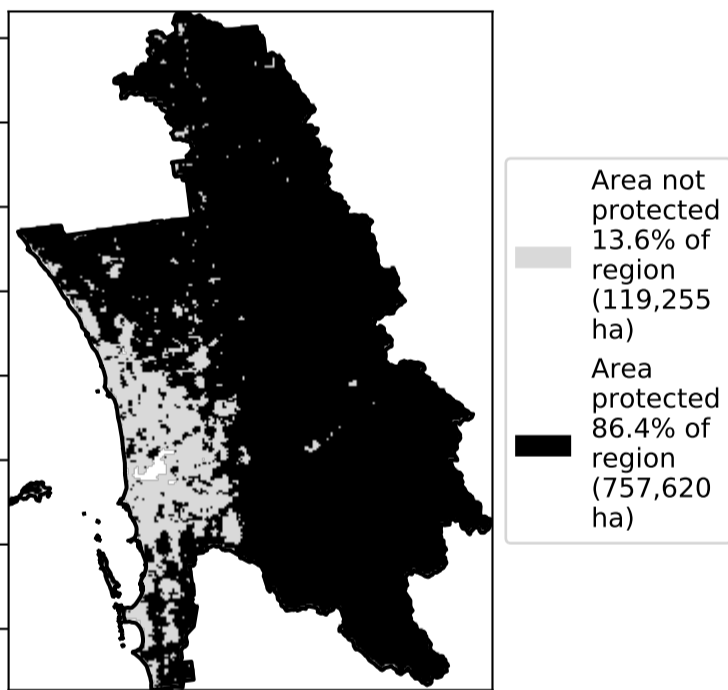 Area not
protected
13.6% of
region
(119,255
ha)
Area
protected
86.4% of
region
(757,620
ha)